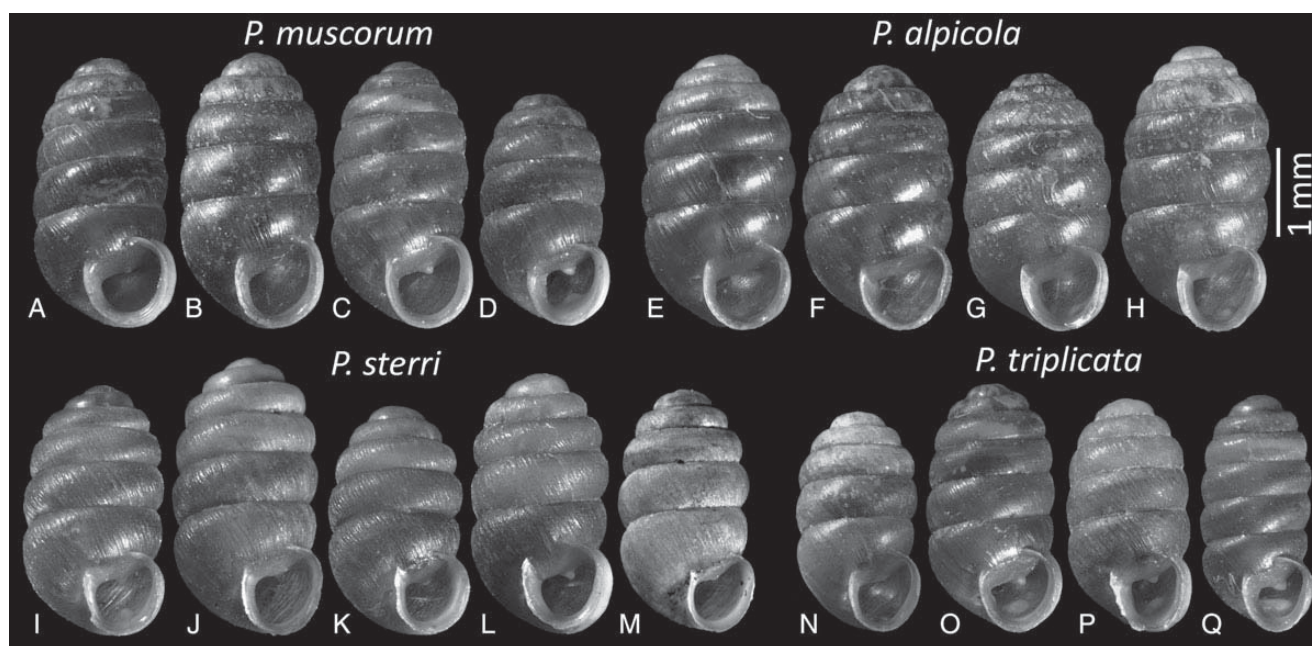 P. muscorum P. alpicola
A B C D E F G H
1 mm
P. sterri P. triplicata
I J K L M N O P Q